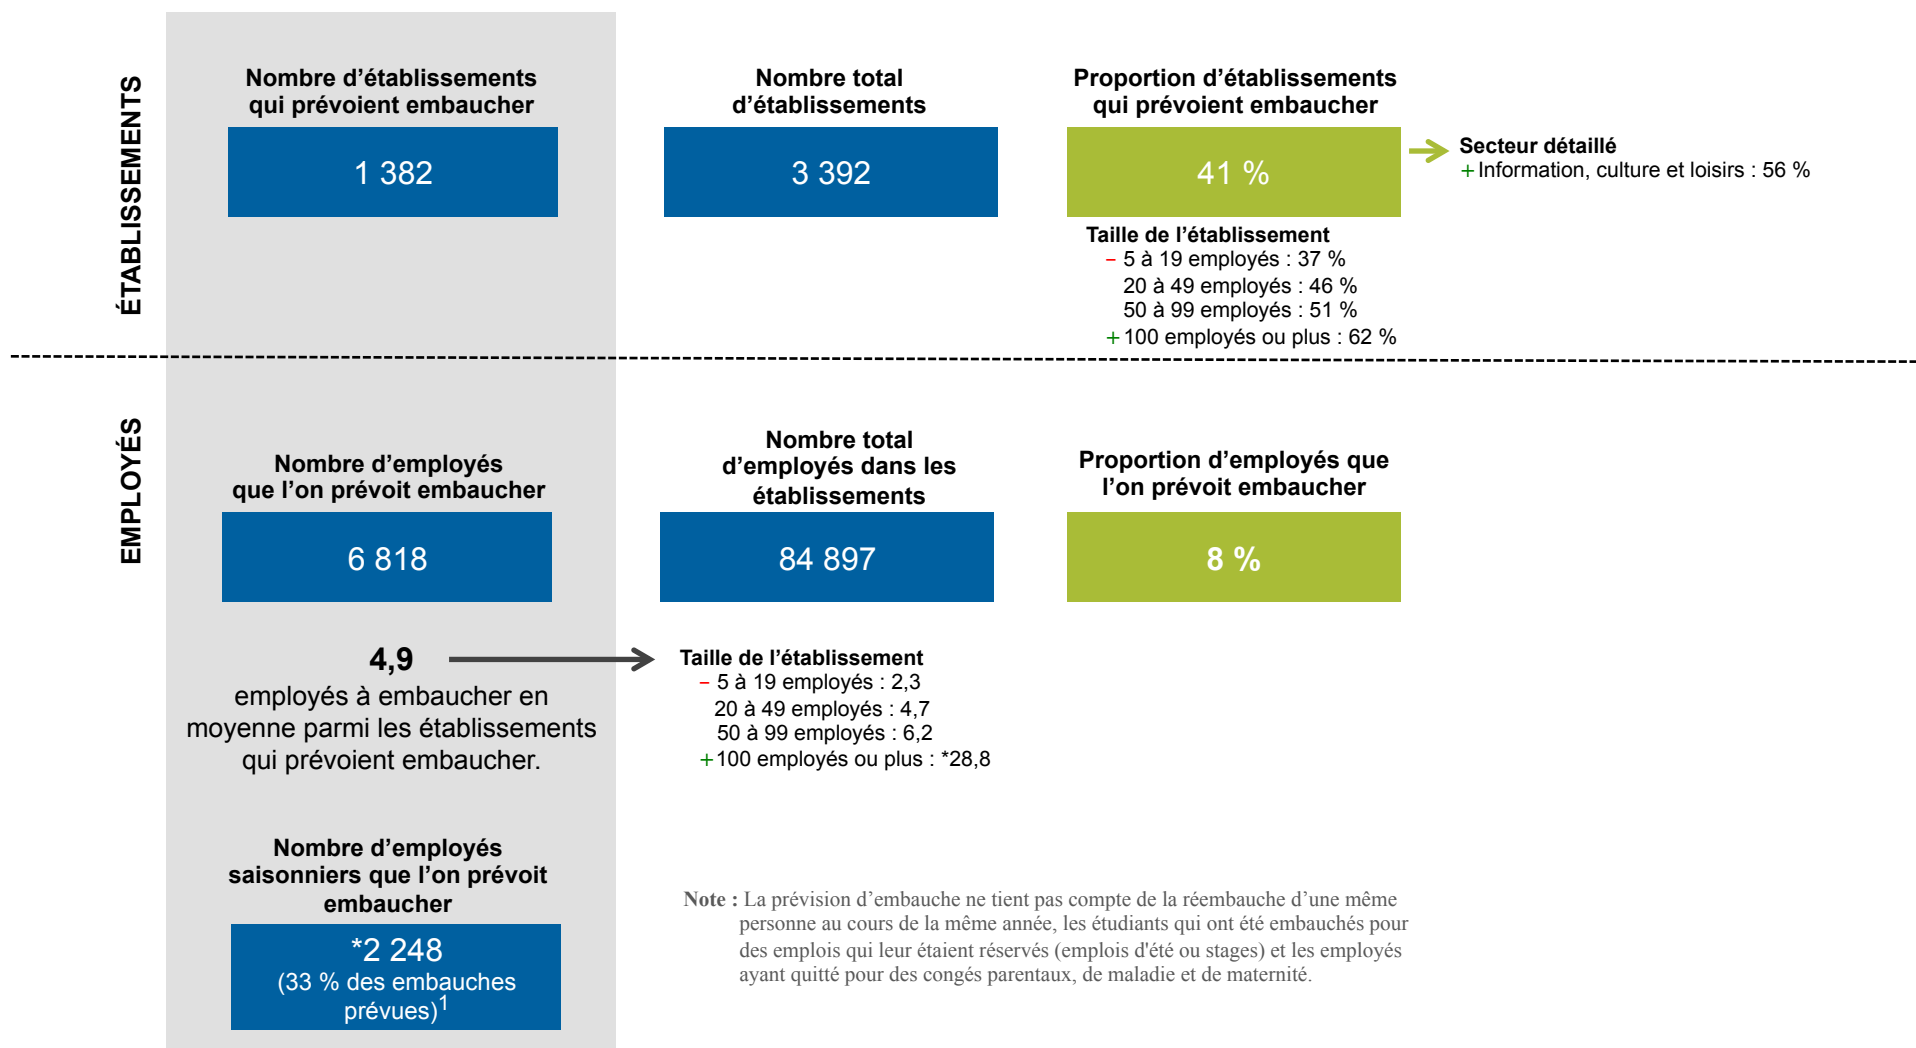 ÉTABLISSEMENTS
Nombre d’établissements
qui prévoient embaucher
1 382
Nombre total
d’établissements
3 392
Proportion d’établissements
qui prévoient embaucher
41 %
Secteur détaillé
+ Information, culture et loisirs : 56 %
Taille de l’établissement
– 5 à 19 employés : 37 %
20 à 49 employés : 46 %
50 à 99 employés : 51 %
+ 100 employés ou plus : 62 %
EMPLOYÉS
Nombre d’employés
que l’on prévoit embaucher
6 818
Nombre total
d’employés dans les
établissements
84 897
Proportion d’employés que
l’on prévoit embaucher
8 %
4,9
employés à embaucher en
moyenne parmi les établissements
qui prévoient embaucher.
Taille de l’établissement
– 5 à 19 employés : 2,3
20 à 49 employés : 4,7
50 à 99 employés : 6,2
+ 100 employés ou plus : *28,8
Nombre d’employés
saisonniers que l’on prévoit
embaucher
*2 248
(33 % des embauches
prévues)1
Note : La prévision d’embauche ne tient pas compte de la réembauche d’une même
personne au cours de la même année, les étudiants qui ont été embauchés pour
des emplois qui leur étaient réservés (emplois d'été ou stages) et les employés
ayant quitté pour des congés parentaux, de maladie et de maternité.